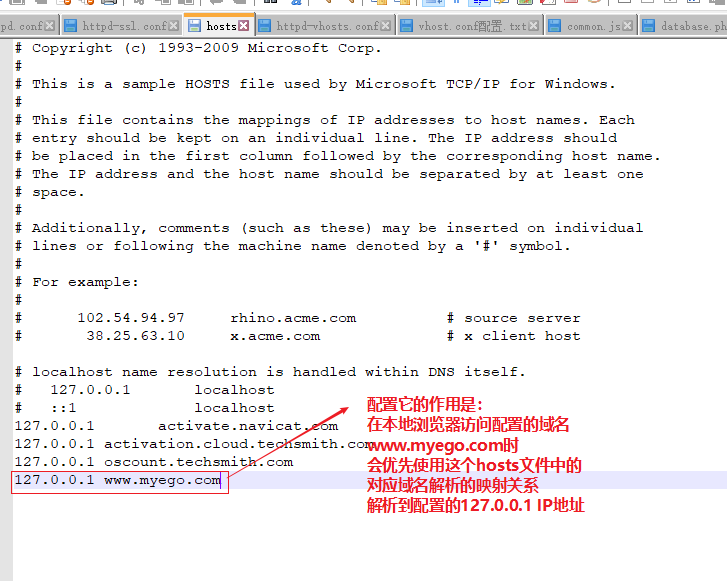 pd.conf httpd-ssl.conf hosts httpd-vhosts.conf vhost.conf配置.txt common.js database.ph
# Copyright (c) 1993-2009 Microsoft Corp.
#
# This is a sample HOSTS file used by Microsoft TCP/IP for Windows.
#
# This file contains the mappings of IP addresses to host names. Each
# entry should be kept on an individual line. The IP address should
# be placed in the first column followed by the corresponding host name.
# The IP address and the host name should be separated by at least one
# space.
#
# Additionally, comments (such as these) may be inserted on individual
# lines or following the machine name denoted by a '#' symbol.
#
# For example:
#
#      102.54.94.97     rhino.acme.com          # source server
#       38.25.63.10     x.acme.com              # x client host
# localhost name resolution is handled within DNS itself.
#   127.0.0.1       localhost
#   ::1             localhost
127.0.0.1       activate.navicat.com
127.0.0.1 activation.cloud.techsmith.com
127.0.0.1 oscount.techsmith.com
127.0.0.1 www.myego.com
配置它的作用是：
在本地浏览器访问配置的域名
www.myego.com时
会优先使用这个hosts文件中的
对应域名解析的映射关系
解析到配置的127.0.0.1 IP地址